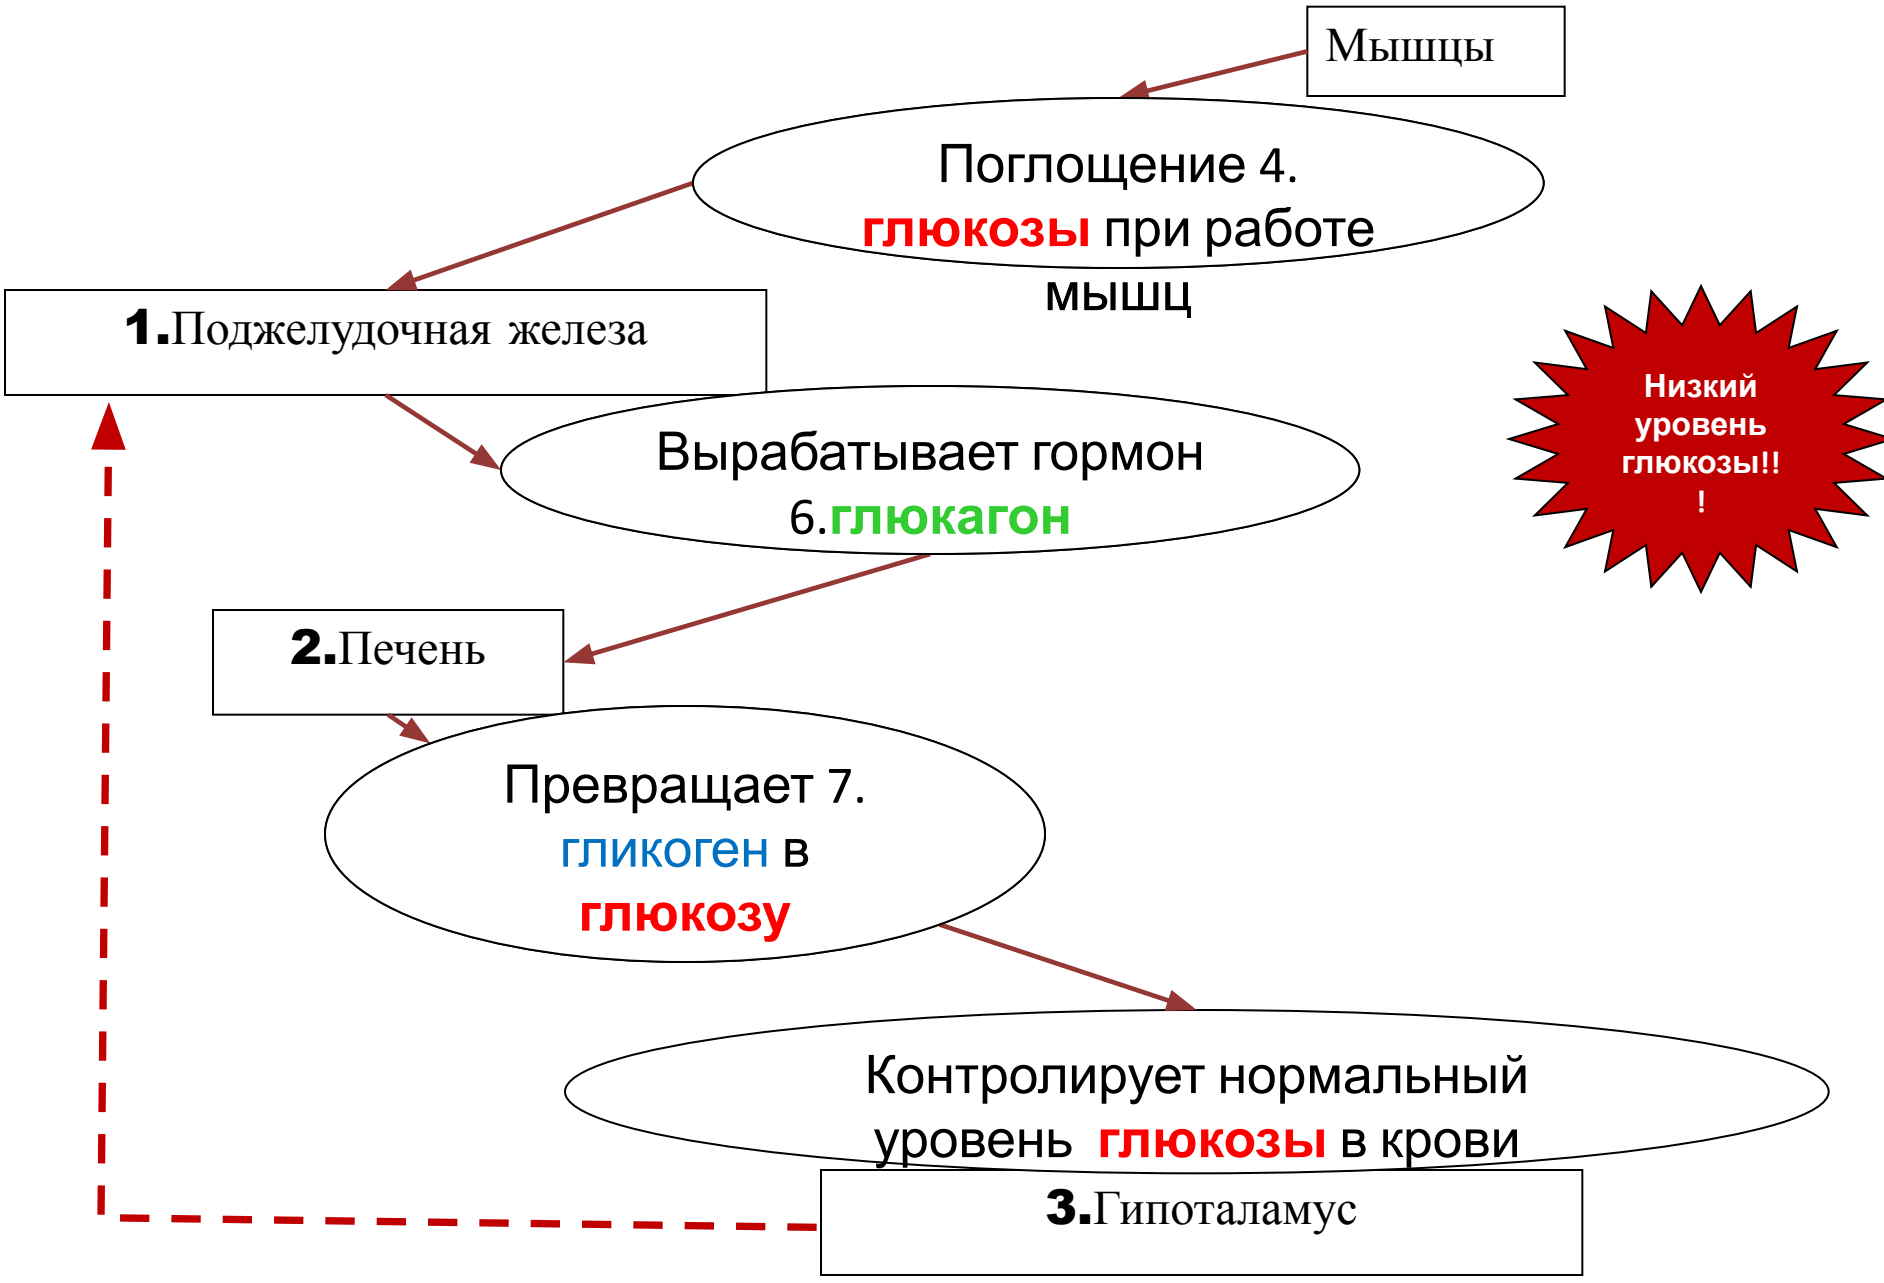 Мышцы
Поглощение 4.
глюкозы при работе
мышц
1.Поджелудочная железа
Низкий
уровень
глюкозы!!
!
Вырабатывает гормон
6.глюкагон
2.Печень
Превращает 7.
гликоген в
глюкозу
Контролирует нормальный
уровень глюкозы в крови
3.Гипоталамус